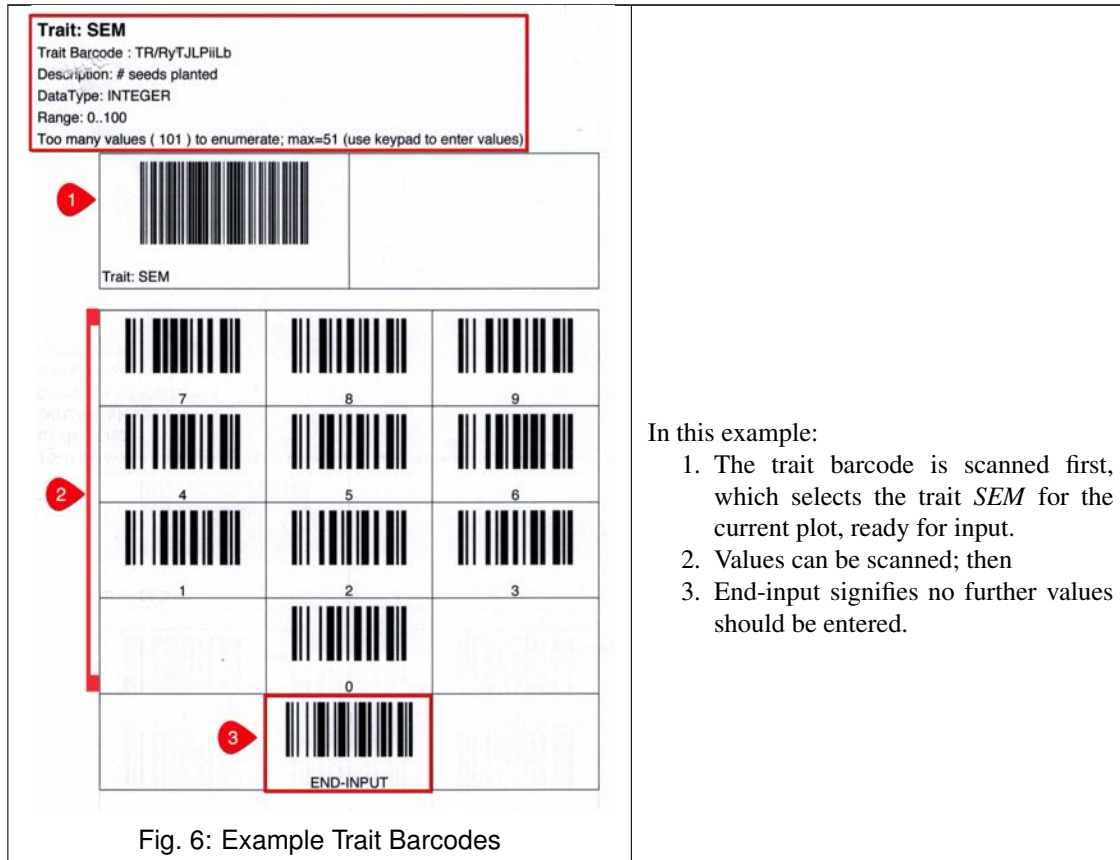 Trait: SEM
Trait Barcode : TR/RyTJLPiiLb
Description: # seeds planted
DataType: INTEGER
Range: 0..100
Too many values ( 101 ) to enumerate; max=51 (use keypad to enter values)
1
Trait: SEM
7 8 9
2
4 5 6
1 2 3
0
3
END-INPUT
Fig. 6: Example Trait Barcodes
In this example:
1. The trait barcode is scanned first,
which selects the trait SEM for the
current plot, ready for input.
2. Values can be scanned; then
3. End-input signifies no further values
should be entered.